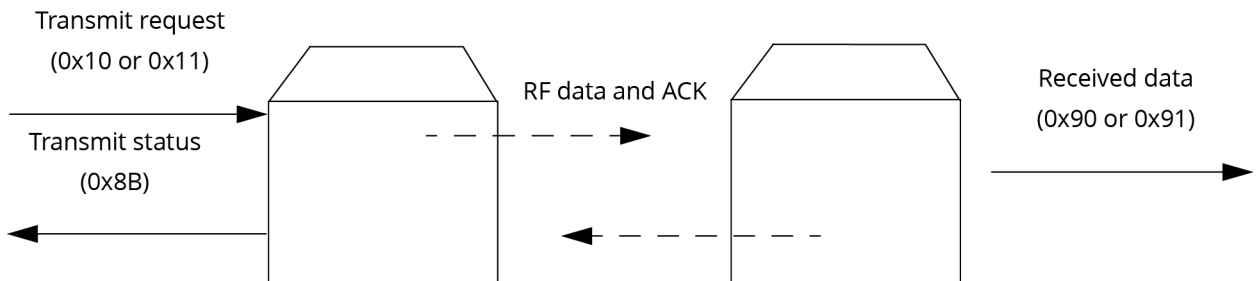 Transmit request
(0x10 or 0x11)
Transmit status
(0x8B)
RF data and ACK
Received data
(0x90 or 0x91)